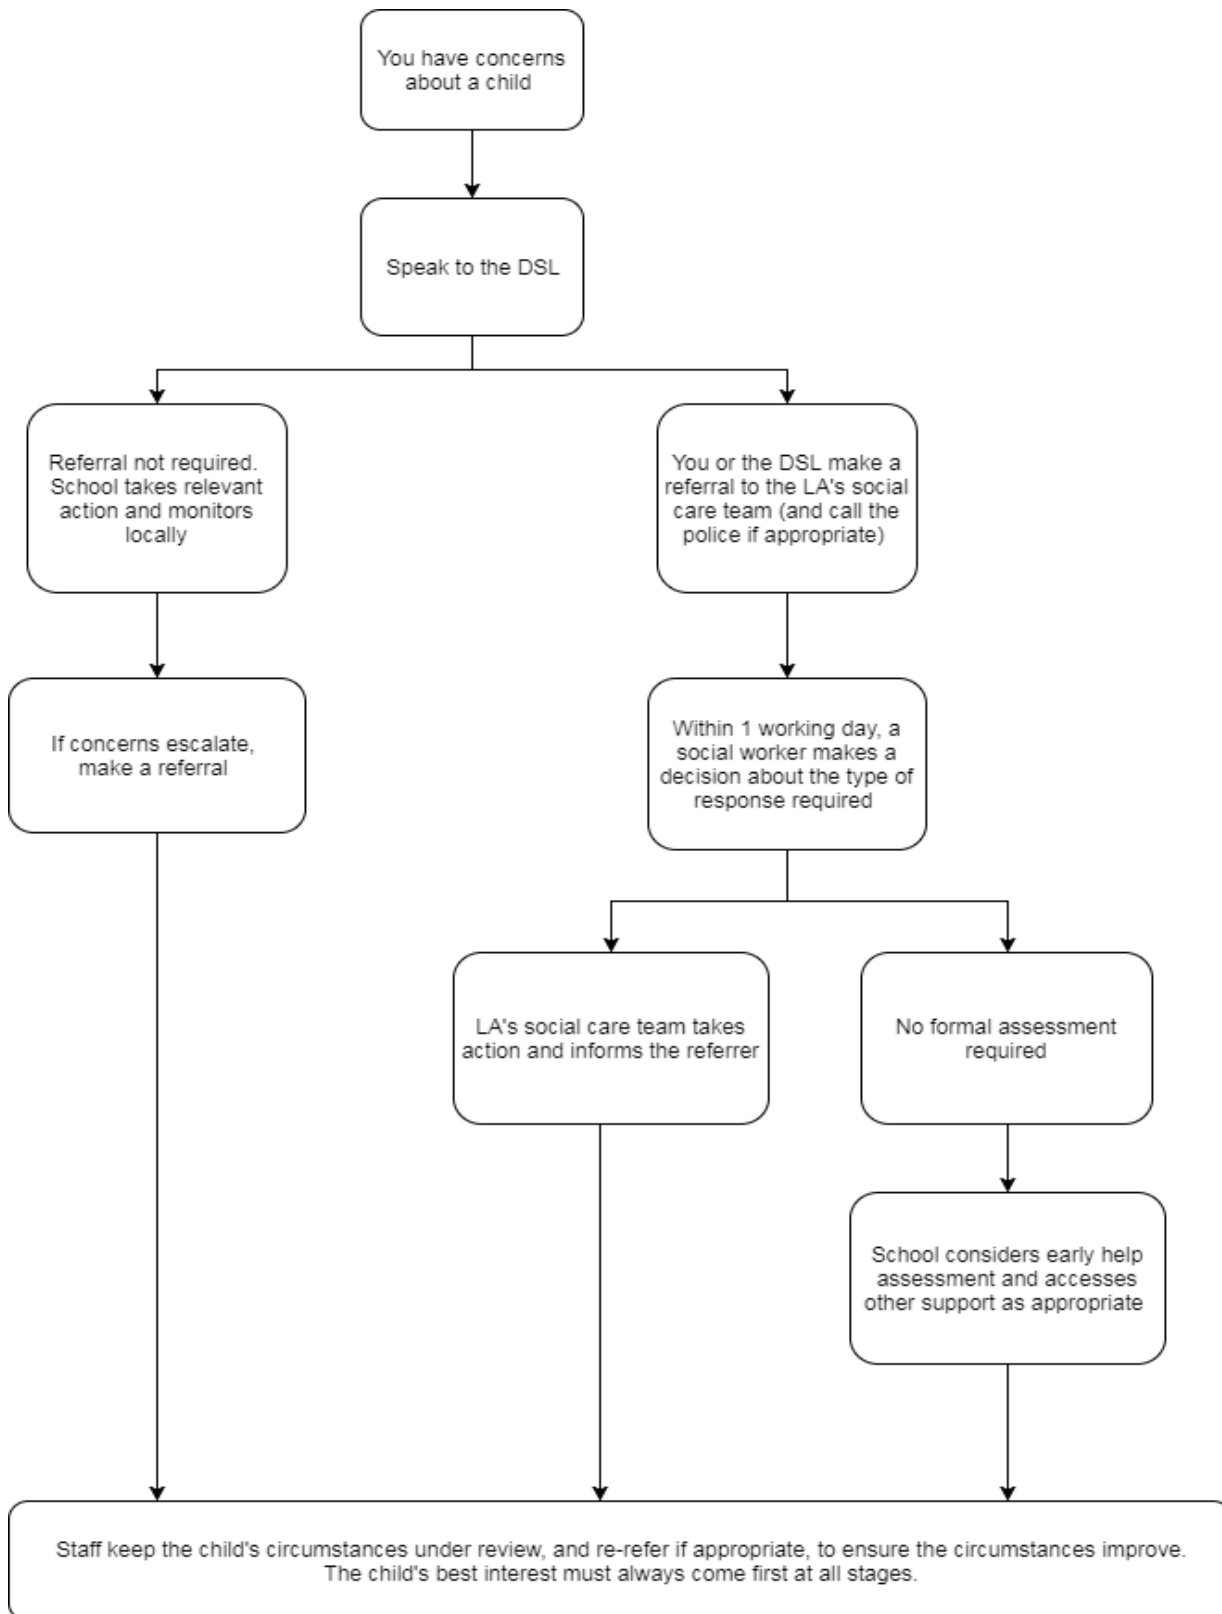 You have concerns
about a child
Speak to the DSL
Referral not required.
School takes relevant
action and monitors
locally
You or the DSL make a
referral to the LA's social
care team (and call the
police if appropriate)
If concerns escalate,
make a referral
Within 1 working day, a
social worker makes a
decision about the type of
response required
LA's social care team takes
action and informs the referrer
No formal assessment
required
School considers early help
assessment and accesses
other support as appropriate
Staff keep the child's circumstances under review, and re-refer if appropriate, to ensure the circumstances improve.
The child's best interest must always come first at all stages.